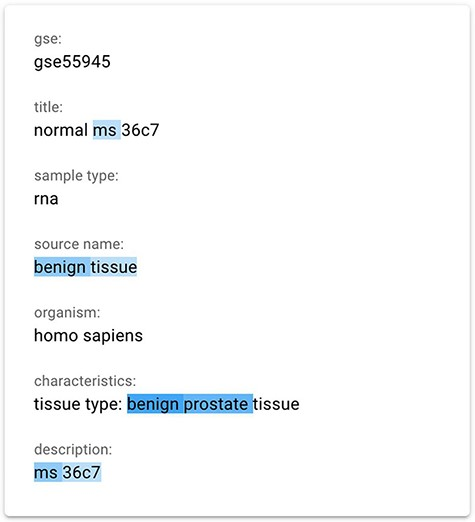 gse:
gse55945
title:
normal ms 36c7
sample type:
rna
source name:
benign tissue
organism:
homo sapiens
characteristics:
tissue type: benign prostate tissue
description:
ms 36c7